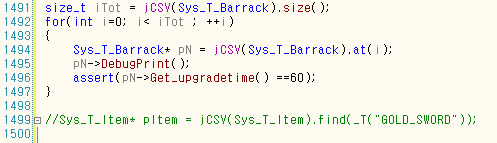 1491 size_t iTot = jCSV(Sys_T_Barrack).size();
1492 for(int i=0; i< iTot ; ++i)
1493 {
1494     Sys_T_Barrack* pN = jCSV(Sys_T_Barrack).at(i);
1495     pN->DebugPrint();
1496     assert(pN->Get_upgradetime() ==60);
1497 }
1498
1499 //Sys_T_Item* pItem = jCSV(Sys_T_Item).find(_T("GOLD_SWORD"));
1500